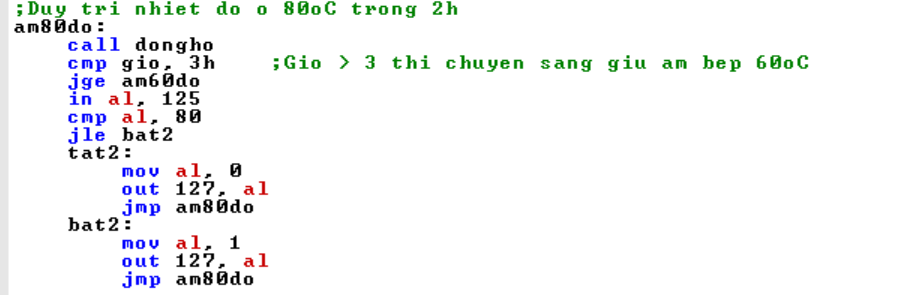 ;Duy tri nhiet do o 80oC trong 2h
am80do:
call dongho
cmp gio, 3h    ;Gio > 3 thi chuyen sang giu am bep 60oC
jge am60do
in al, 125
cmp al, 80
jle bat2
tat2:
mov al, 0
out 127, al
jmp am80do
bat2:
mov al, 1
out 127, al
jmp am80do